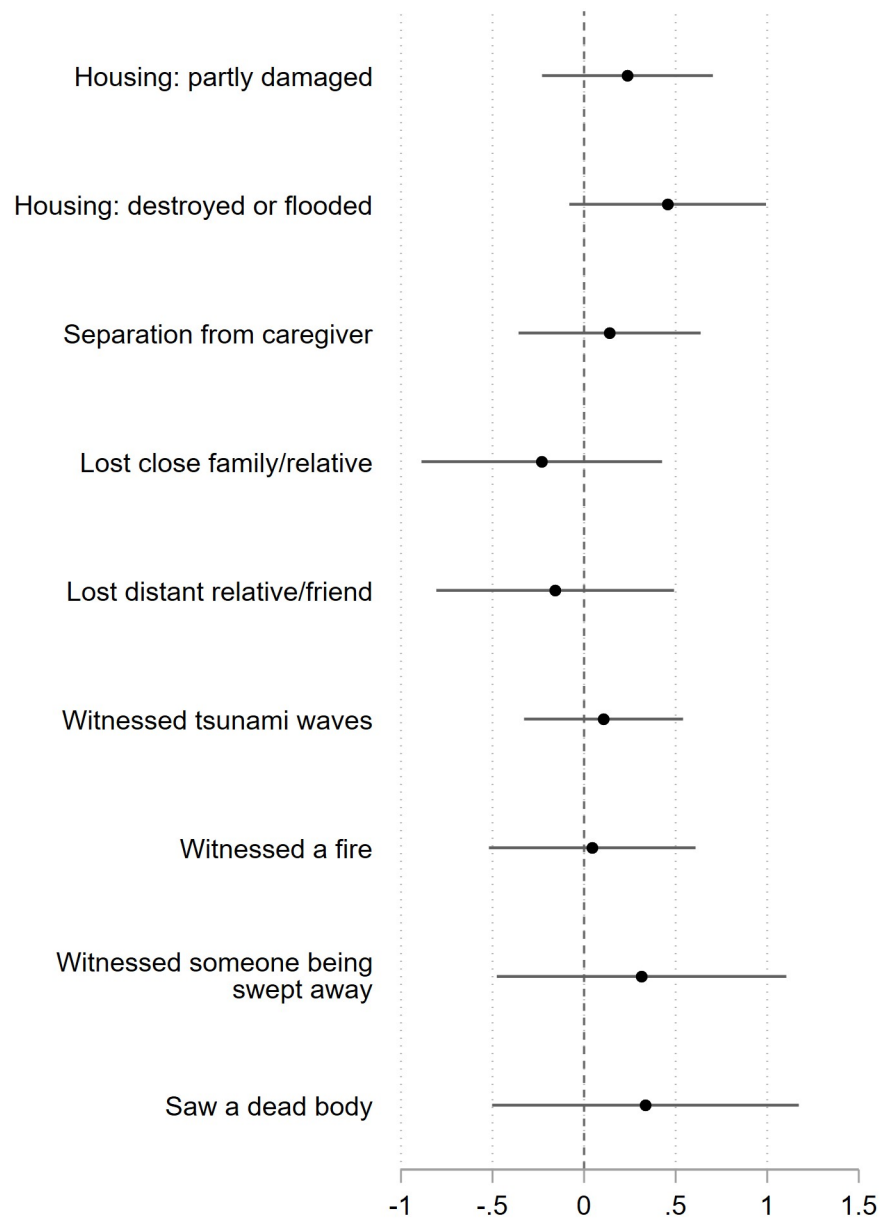 Housing: partly damaged
Housing: destroyed or flooded
Separation from caregiver
Lost close family/relative
Lost distant relative/friend
Witnessed tsunami waves
Witnessed a fire
Witnessed someone being
swept away
Saw a dead body
-1 -.5 0 .5 1 1.5